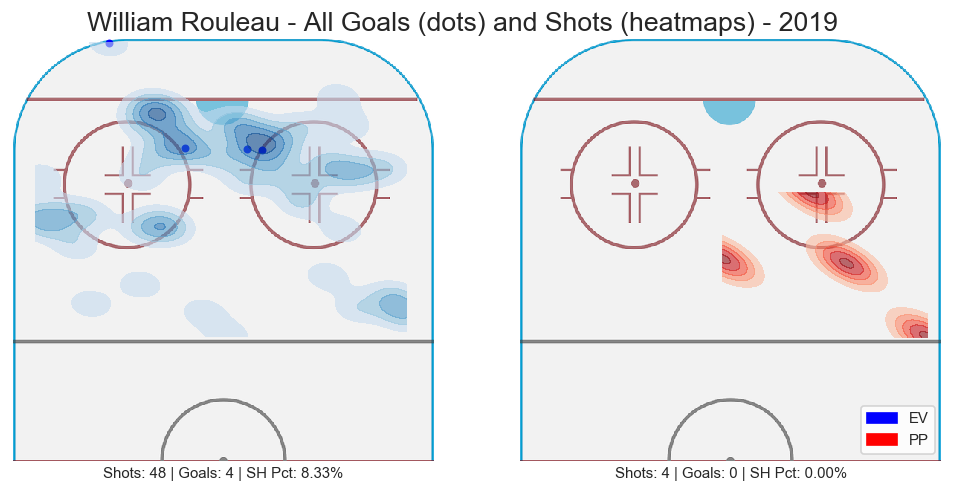 William Rouleau - All Goals (dots) and Shots (heatmaps) - 2019
EV
PP
Shots: 48 | Goals: 4 | SH Pct: 8.33%
Shots: 4 | Goals: 0 | SH Pct: 0.00%